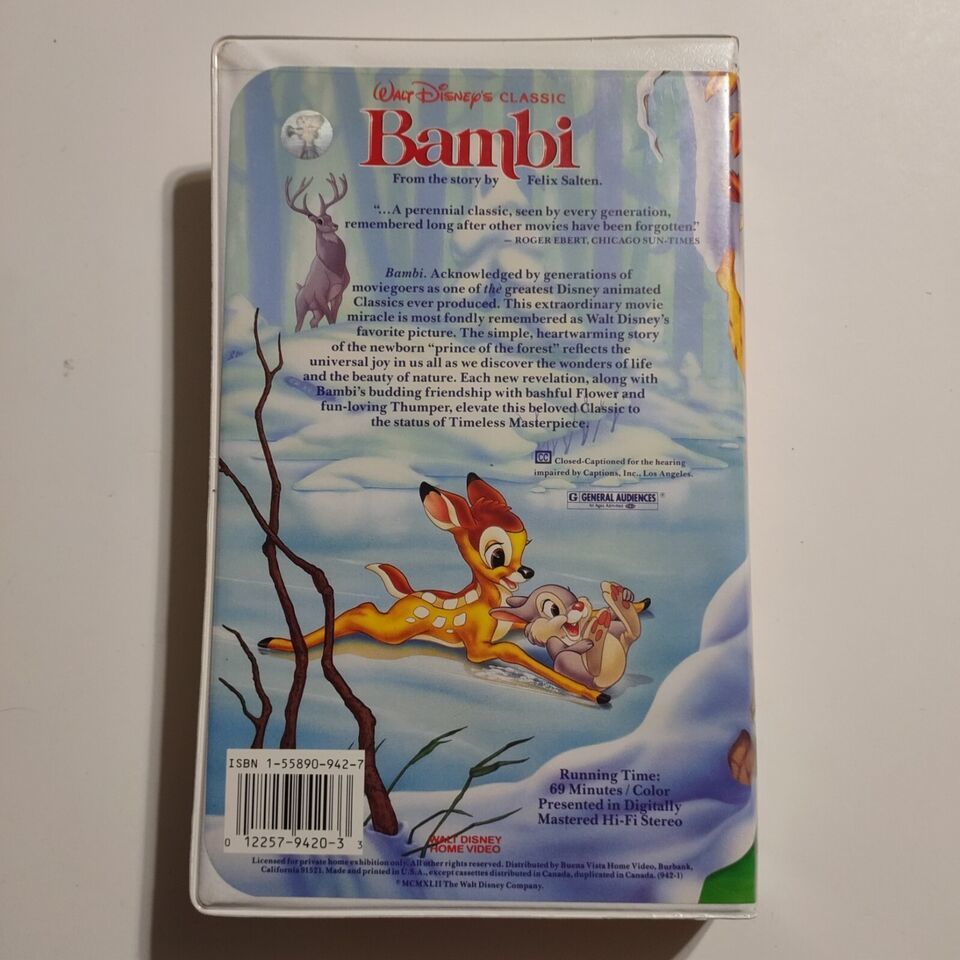 WALT DISNEY'S CLASSIC
Bambi
From the story by Felix Salten.
“...A perennial classic, seen by every generation,
remembered long after other movies have been forgotten.”
— ROGER EBERT, CHICAGO SUN-TIMES
Bambi. Acknowledged by generations of
moviegoers as one of the greatest Disney animated
Classics ever produced. This extraordinary movie
miracle is most fondly remembered as Walt Disney's
favorite picture. The simple, heartwarming story
of the newborn “prince of the forest” reflects the
universal joy in us all as we discover the wonders of life
and the beauty of nature. Each new revelation, along with
Bambi's budding friendship with bashful Flower and
fun-loving Thumper, elevate this beloved Classic to
the status of Timeless Masterpiece.
CC Closed-Captioned for the hearing
impaired by Captions, Inc., Los Angeles.
G GENERAL AUDIENCES ®
All Ages Admitted
ISBN 1-55890-942-7
0 12257-9420-3 3
Running Time:
69 Minutes / Color
Presented in Digitally
Mastered Hi-Fi Stereo
WALT DISNEY
HOME VIDEO
Licensed for private home exhibition only. All other rights reserved. Distributed by Buena Vista Home Video, Burbank,
California 91521. Made and printed in U.S.A., except cassettes distributed in Canada, duplicated in Canada. (942-1)
© MCMXLII The Walt Disney Company.